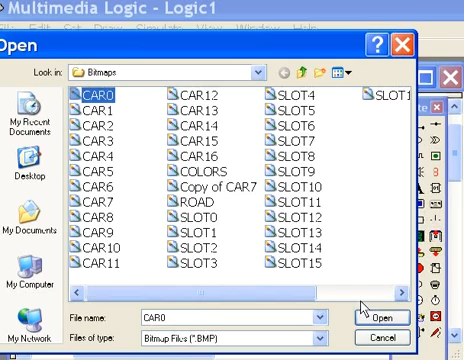 Multimedia Logic - Logic1
Open
Look in: Bitmaps
My Recent
Documents
Desktop
My Documents
My Computer
My Network
CAR0
CAR1
CAR2
CAR3
CAR4
CAR5
CAR6
CAR7
CAR8
CAR9
CAR10
CAR11
CAR12
CAR13
CAR14
CAR15
CAR16
COLORS
Copy of CAR7
ROAD
SLOT0
SLOT1
SLOT2
SLOT3
SLOT4
SLOT5
SLOT6
SLOT7
SLOT8
SLOT9
SLOT10
SLOT11
SLOT12
SLOT13
SLOT14
SLOT15
SLOT1
File name: CAR0 Open
Files of type: Bitmap Files (*.BMP) Cancel